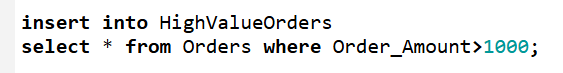 insert into HighValueOrders
select * from Orders where Order_Amount>1000;